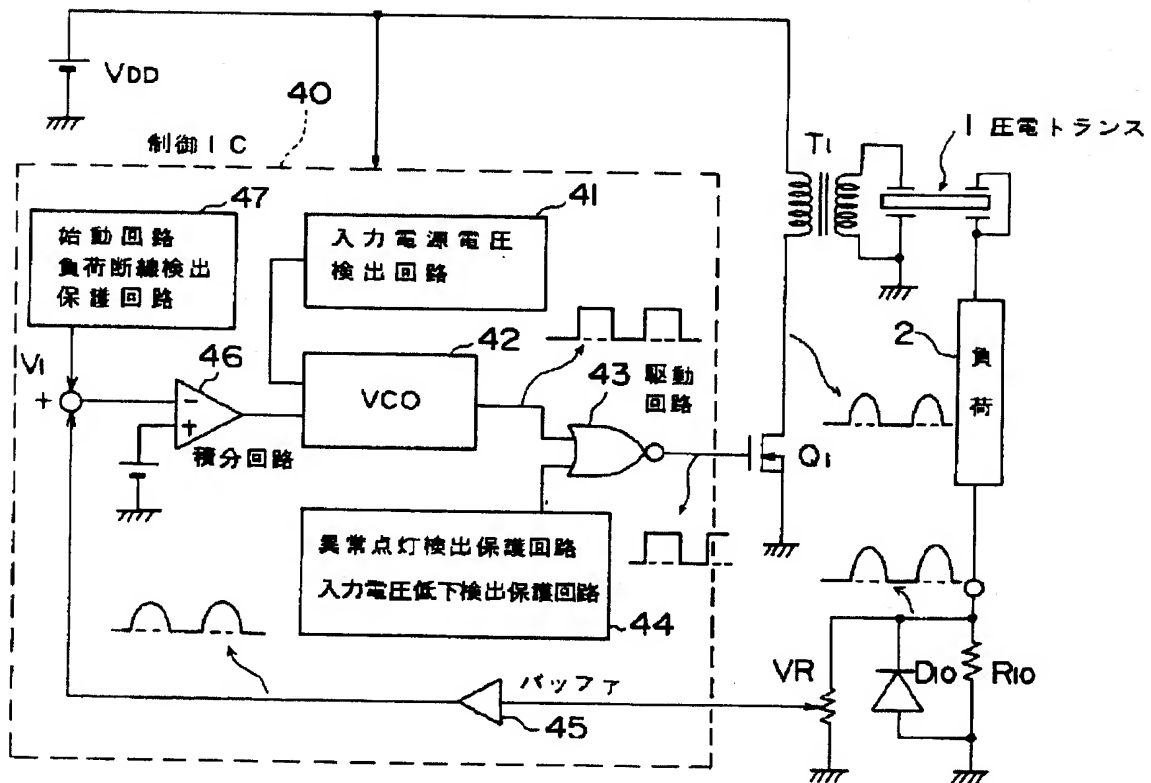 VDD
40
制御IC
T1
1 圧電トランス
47
始動回路
負荷断線検出
保護回路
41
入力電源電圧
検出回路
V1
+
46
−
+
積分回路
42
VCO
43 駆動
回路
2
負
荷
Q1
異常点灯検出保護回路
入力電圧低下検出保護回路
44
バッファ
45
VR
D10
R10